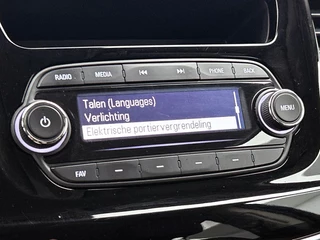 RADIO MEDIA PHONE BACK
Talen (Languages)
Verlichting
Elektrische portiervergrendeling
MENU
FAV